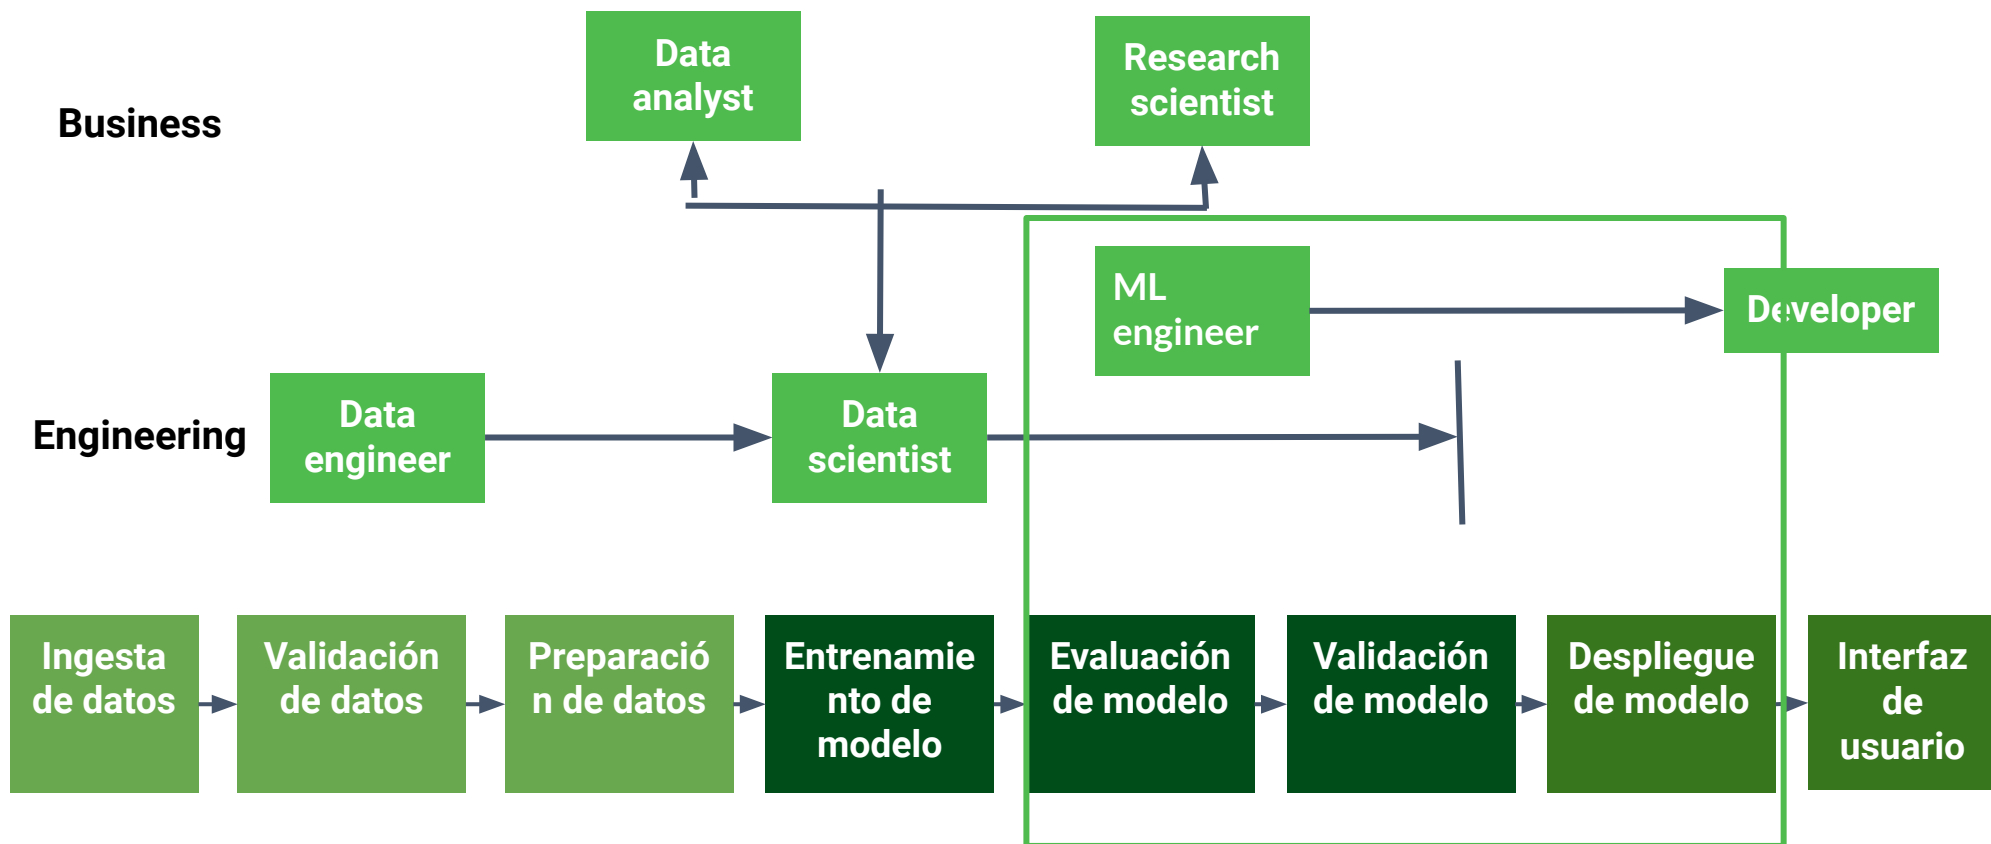 Data
analyst
Research
scientist
Business
ML
engineer
Developer
Data
engineer
Data
scientist
Engineering
Ingesta
de datos
Validación
de datos
Preparació
n de datos
Entrenamie
nto de
modelo
Evaluación
de modelo
Validación
de modelo
Despliegue
de modelo
Interfaz
de
usuario